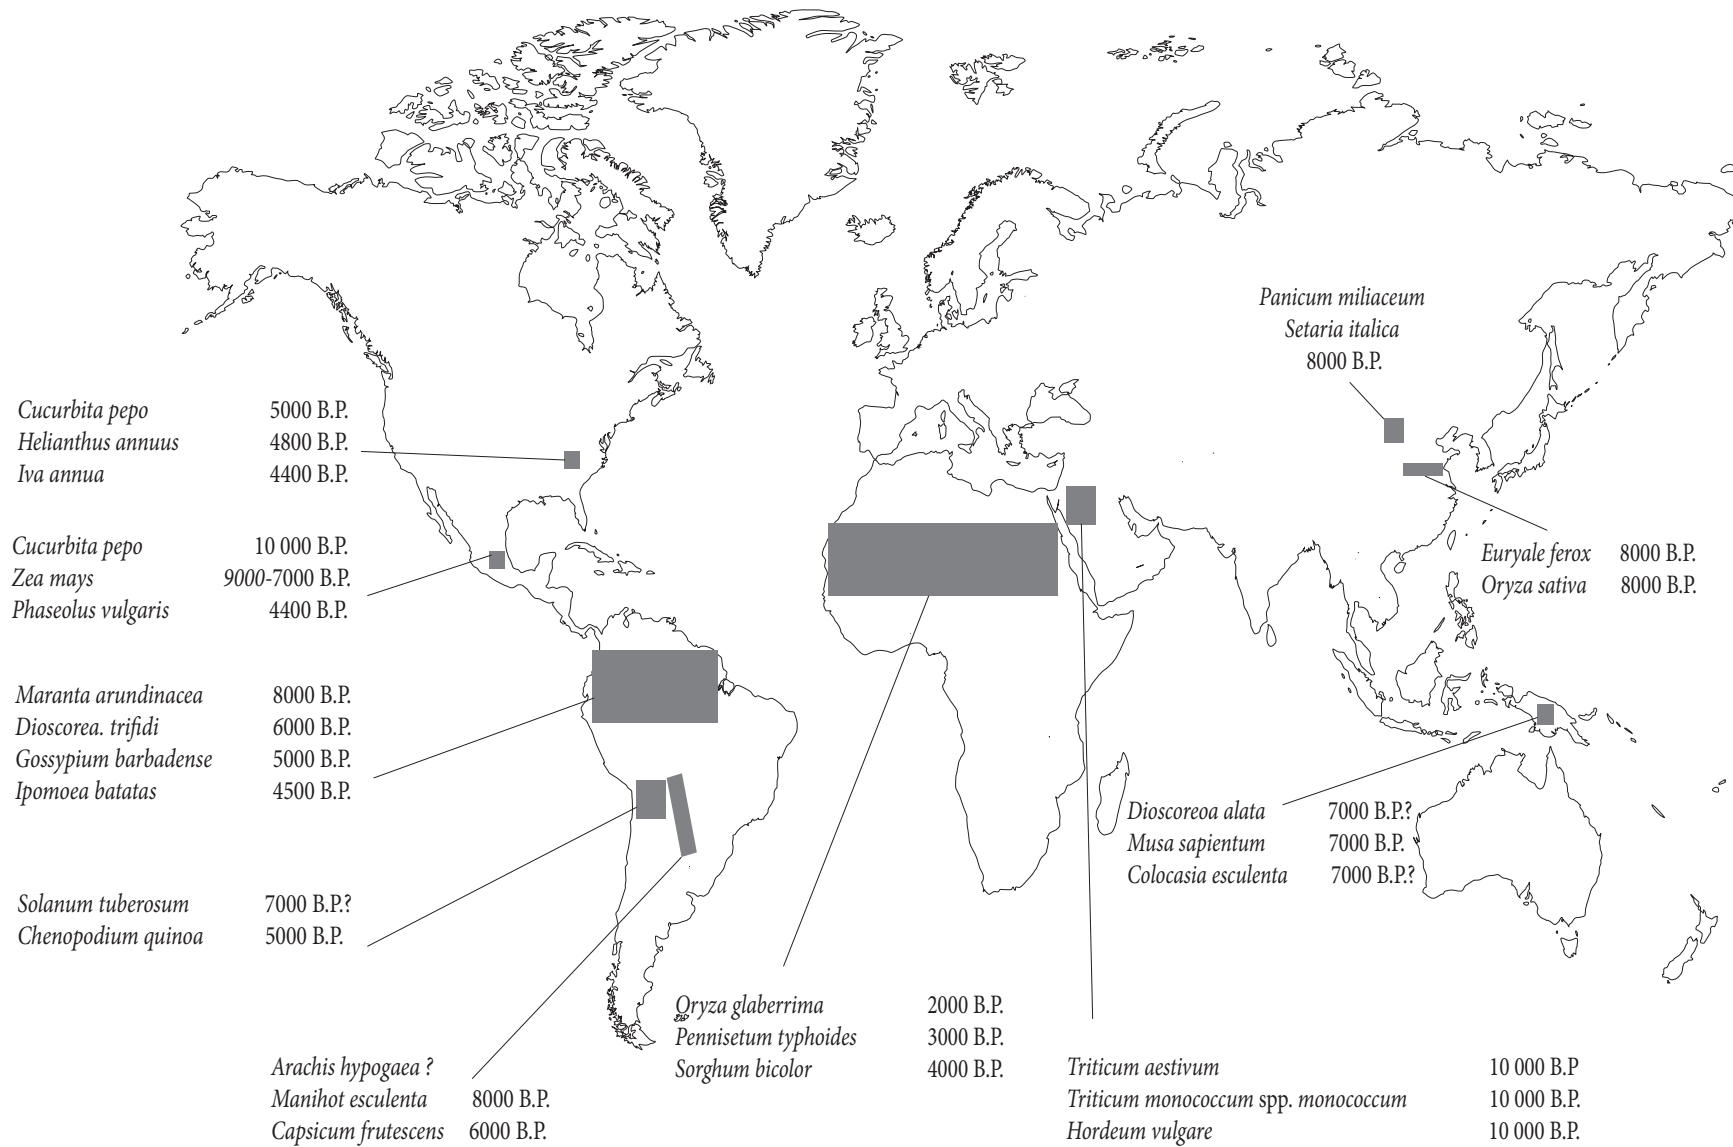 Panicum miliaceum
Setaria italica
8000 B.P.
Cucurbita pepo 5000 B.P.
Helianthus annuus 4800 B.P.
Iva annua 4400 B.P.
Cucurbita pepo 10 000 B.P.
Zea mays 9000-7000 B.P.
Phaseolus vulgaris 4400 B.P.
Euryale ferox 8000 B.P.
Oryza sativa 8000 B.P.
Maranta arundinacea 8000 B.P.
Dioscorea. trifidi 6000 B.P.
Gossypium barbadense 5000 B.P.
Ipomoea batatas 4500 B.P.
Dioscoreoa alata 7000 B.P.?
Musa sapientum 7000 B.P.
Colocasia esculenta 7000 B.P.?
Solanum tuberosum 7000 B.P.?
Chenopodium quinoa 5000 B.P.
Oryza glaberrima 2000 B.P.
Pennisetum typhoides 3000 B.P.
Sorghum bicolor 4000 B.P.
Arachis hypogaea ?
Manihot esculenta 8000 B.P.
Capsicum frutescens 6000 B.P.
Triticum aestivum 10 000 B.P
Triticum monococcum spp. monococcum 10 000 B.P.
Hordeum vulgare 10 000 B.P.